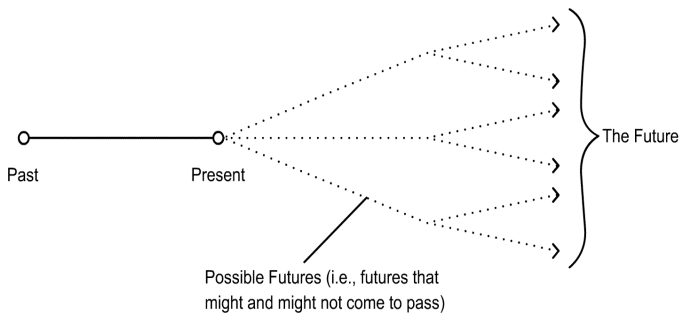 The Future
Past
Present
Possible Futures (i.e., futures that
might and might not come to pass)